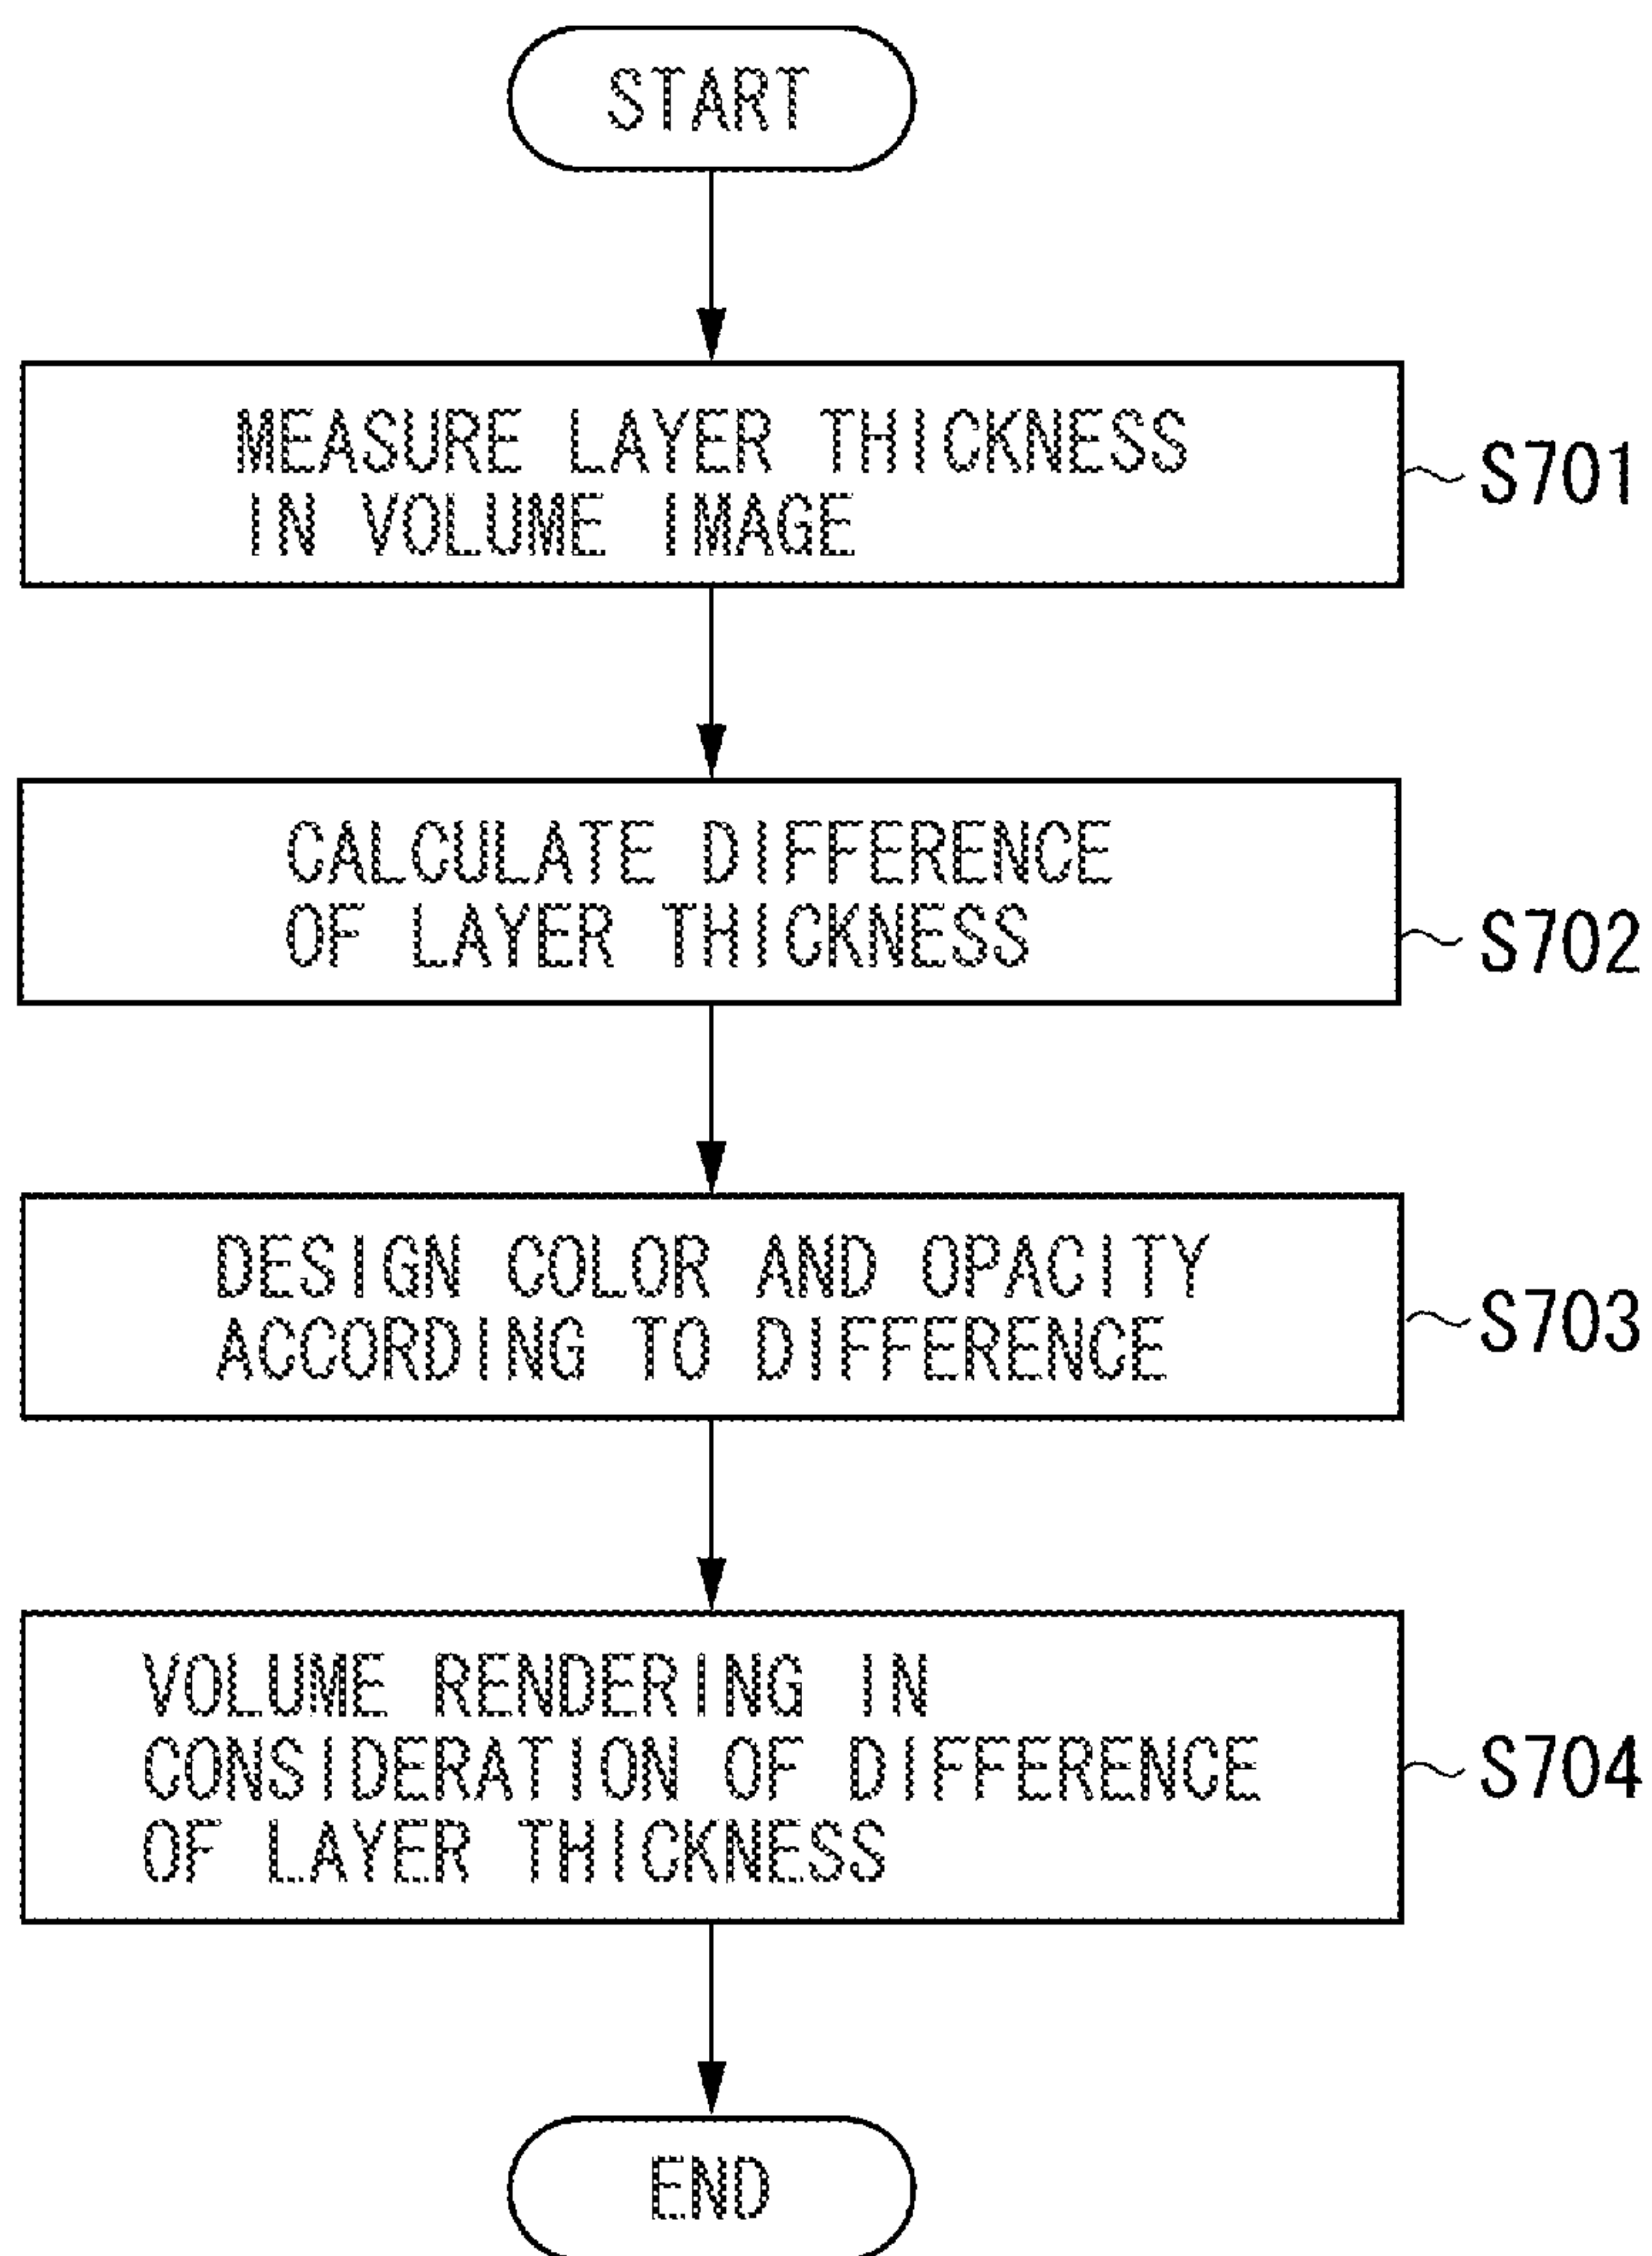 START
MEASURE LAYER THICKNESS
IN VOLUME IMAGE
S701
CALCULATE DIFFERENCE
OF LAYER THICKNESS
S702
DESIGN COLOR AND OPACITY
ACCORDING TO DIFFERENCE
S703
VOLUME RENDERING IN
CONSIDERATION OF DIFFERENCE
OF LAYER THICKNESS
S704
END